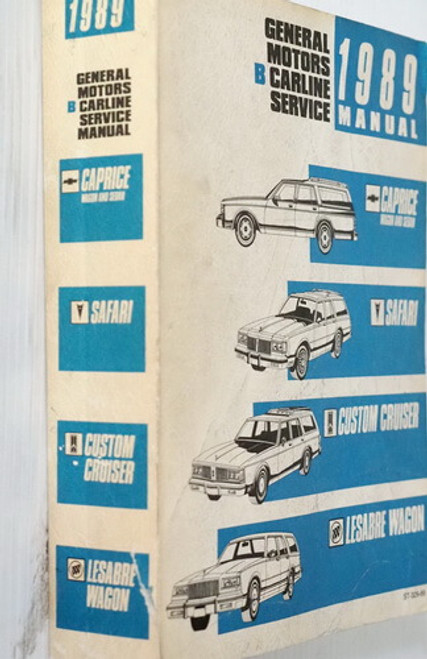 1989
GENERAL
MOTORS
B CARLINE
SERVICE
MANUAL
CAPRICE
WAGON AND SEDAN
SAFARI
CUSTOM
CRUISER
LESABRE
WAGON
GENERAL
MOTORS
B CARLINE
SERVICE
1989
MANUAL
CAPRICE
WAGON AND SEDAN
SAFARI
CUSTOM CRUISER
LESABRE WAGON